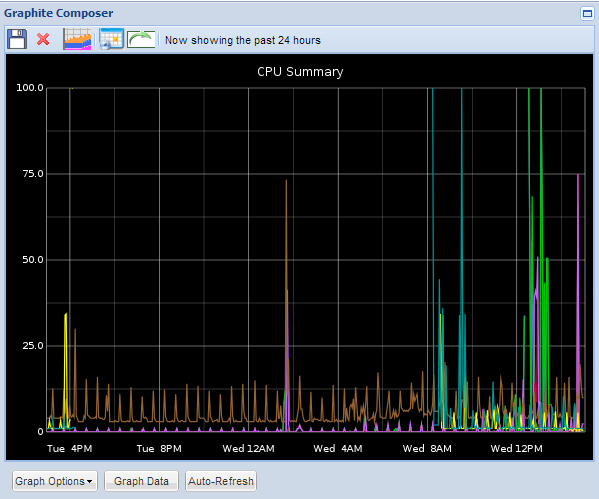 Graphite Composer
Now showing the past 24 hours
CPU Summary
100.0
75.0
50.0
25.0
0
Tue 4PM Tue 8PM Wed 12AM Wed 4AM Wed 8AM Wed 12PM
Graph Options Graph Data Auto-Refresh